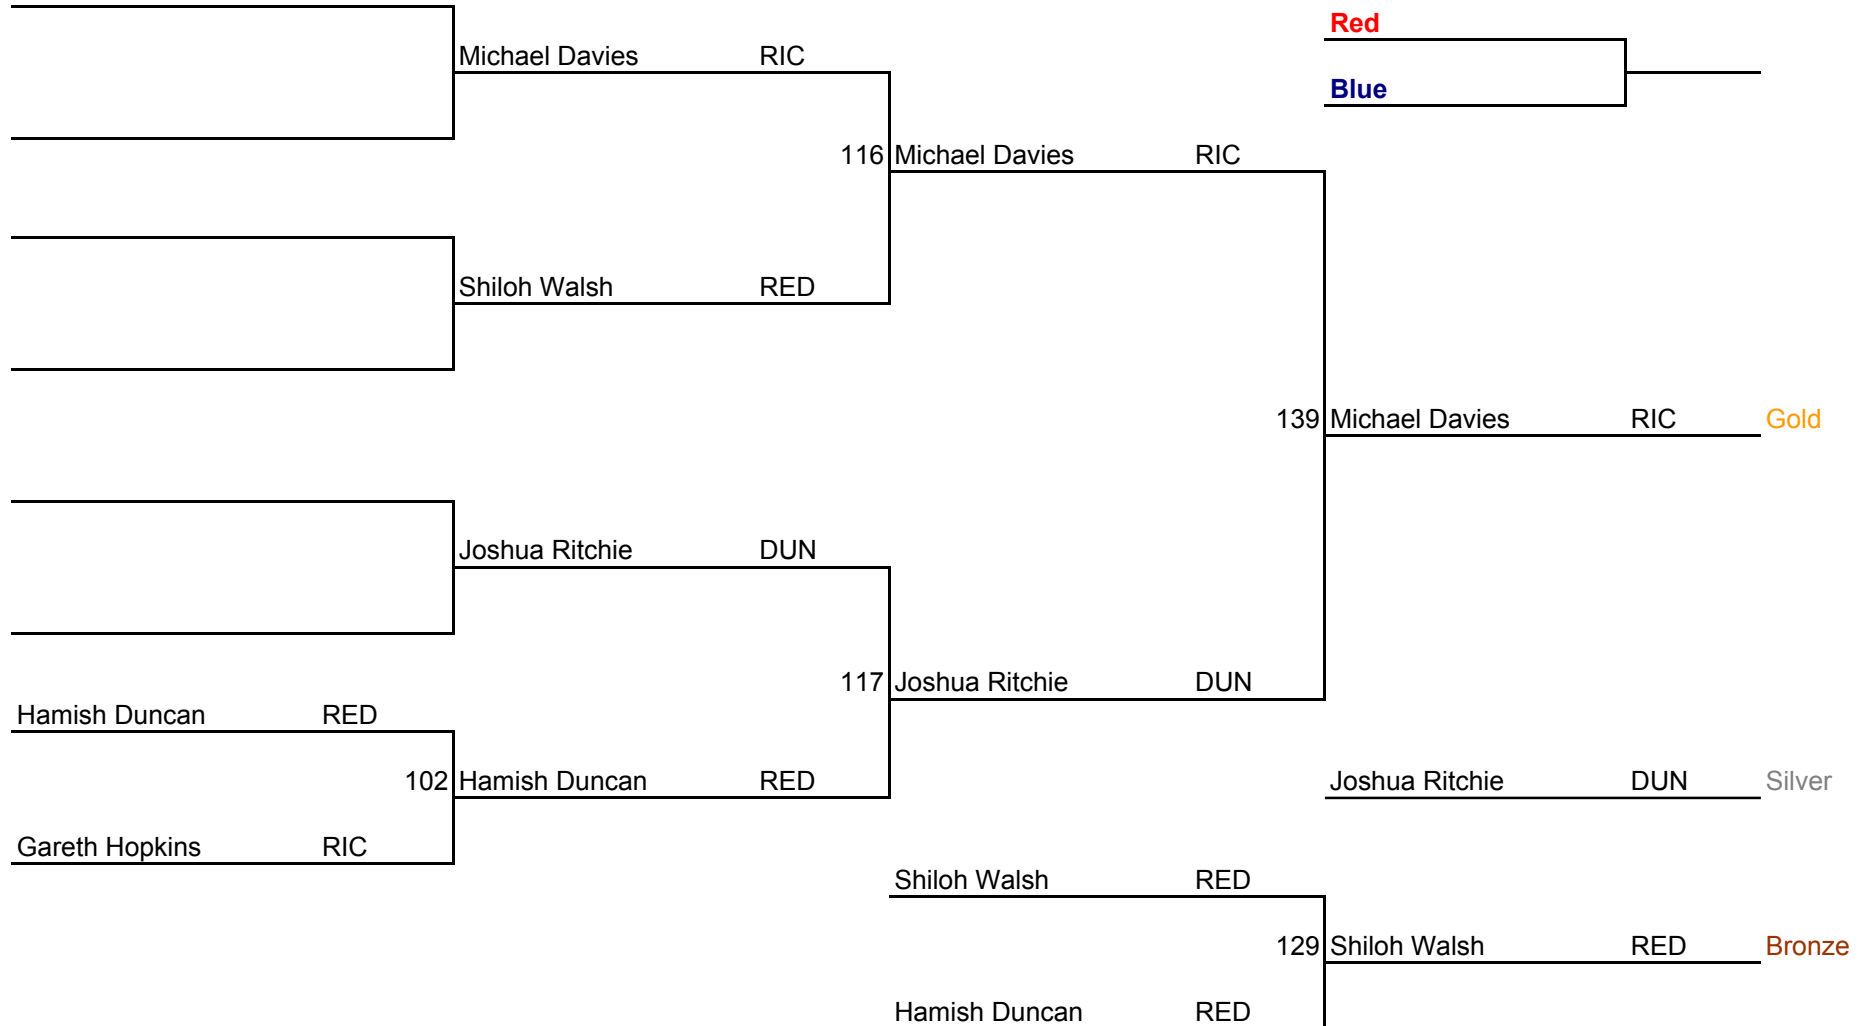 Red
Michael Davies RIC
Blue
116 Michael Davies RIC
Shiloh Walsh RED
139 Michael Davies RIC Gold
Joshua Ritchie DUN
117 Joshua Ritchie DUN
Hamish Duncan RED
102 Hamish Duncan RED
Joshua Ritchie DUN Silver
Gareth Hopkins RIC
Shiloh Walsh RED
129 Shiloh Walsh RED Bronze
Hamish Duncan RED